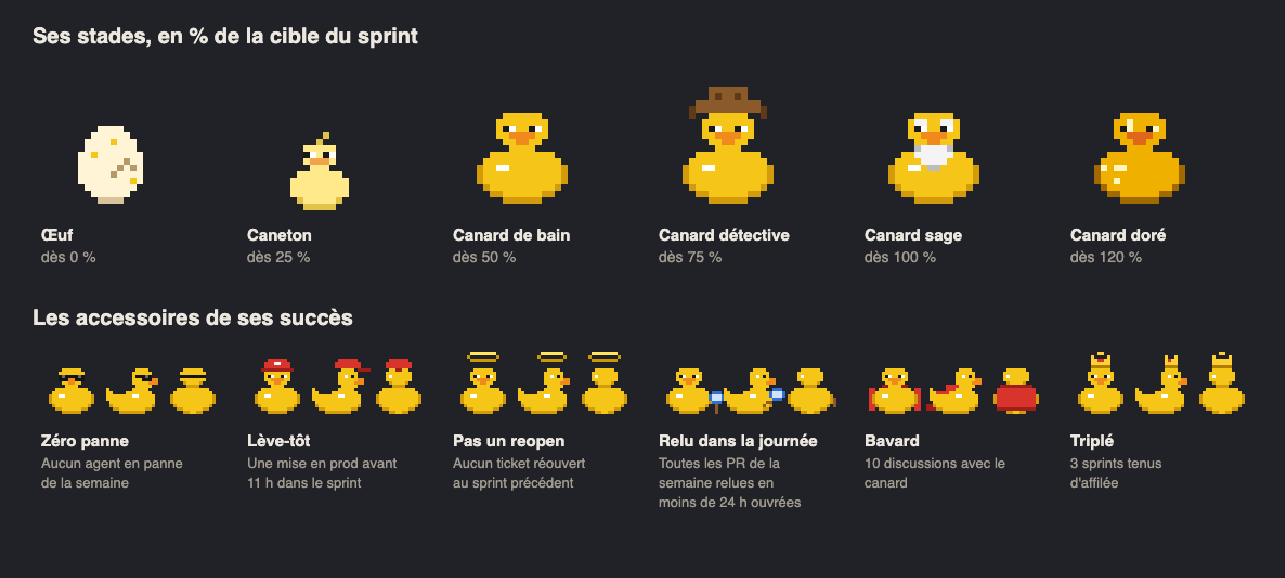 Ses stades, en % de la cible du sprint
Œuf
dès 0 %
Caneton
dès 25 %
Canard de bain
dès 50 %
Canard détective
dès 75 %
Canard sage
dès 100 %
Canard doré
dès 120 %
Les accessoires de ses succès
Zéro panne
Aucun agent en panne
de la semaine
Lève-tôt
Une mise en prod avant
11 h dans le sprint
Pas un reopen
Aucun ticket réouvert
au sprint précédent
Relu dans la journée
Toutes les PR de la
semaine relues en
moins de 24 h ouvrées
Bavard
10 discussions avec le
canard
Triplé
3 sprints tenus
d'affilée